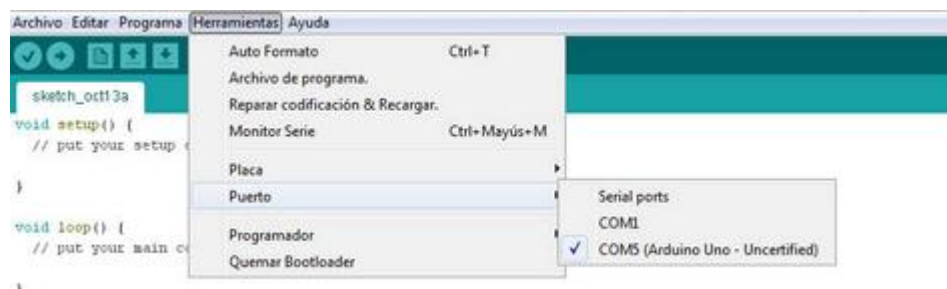 Archivo Editar Programa Herramientas Ayuda
sketch_oct13a
Auto Formato Ctrl+T
Archivo de programa.
Reparar codificación & Recargar.
Monitor Serie Ctrl+Mayús+M
Placa
Puerto
Programador
Quemar Bootloader
Serial ports
COM1
COM5 (Arduino Uno - Uncertified)
void setup() {
// put your setup
}
void loop() {
// put your main
}